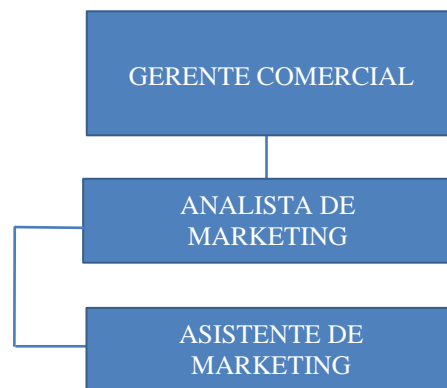 GERENTE COMERCIAL
ANALISTA DE
MARKETING
ASISTENTE DE
MARKETING